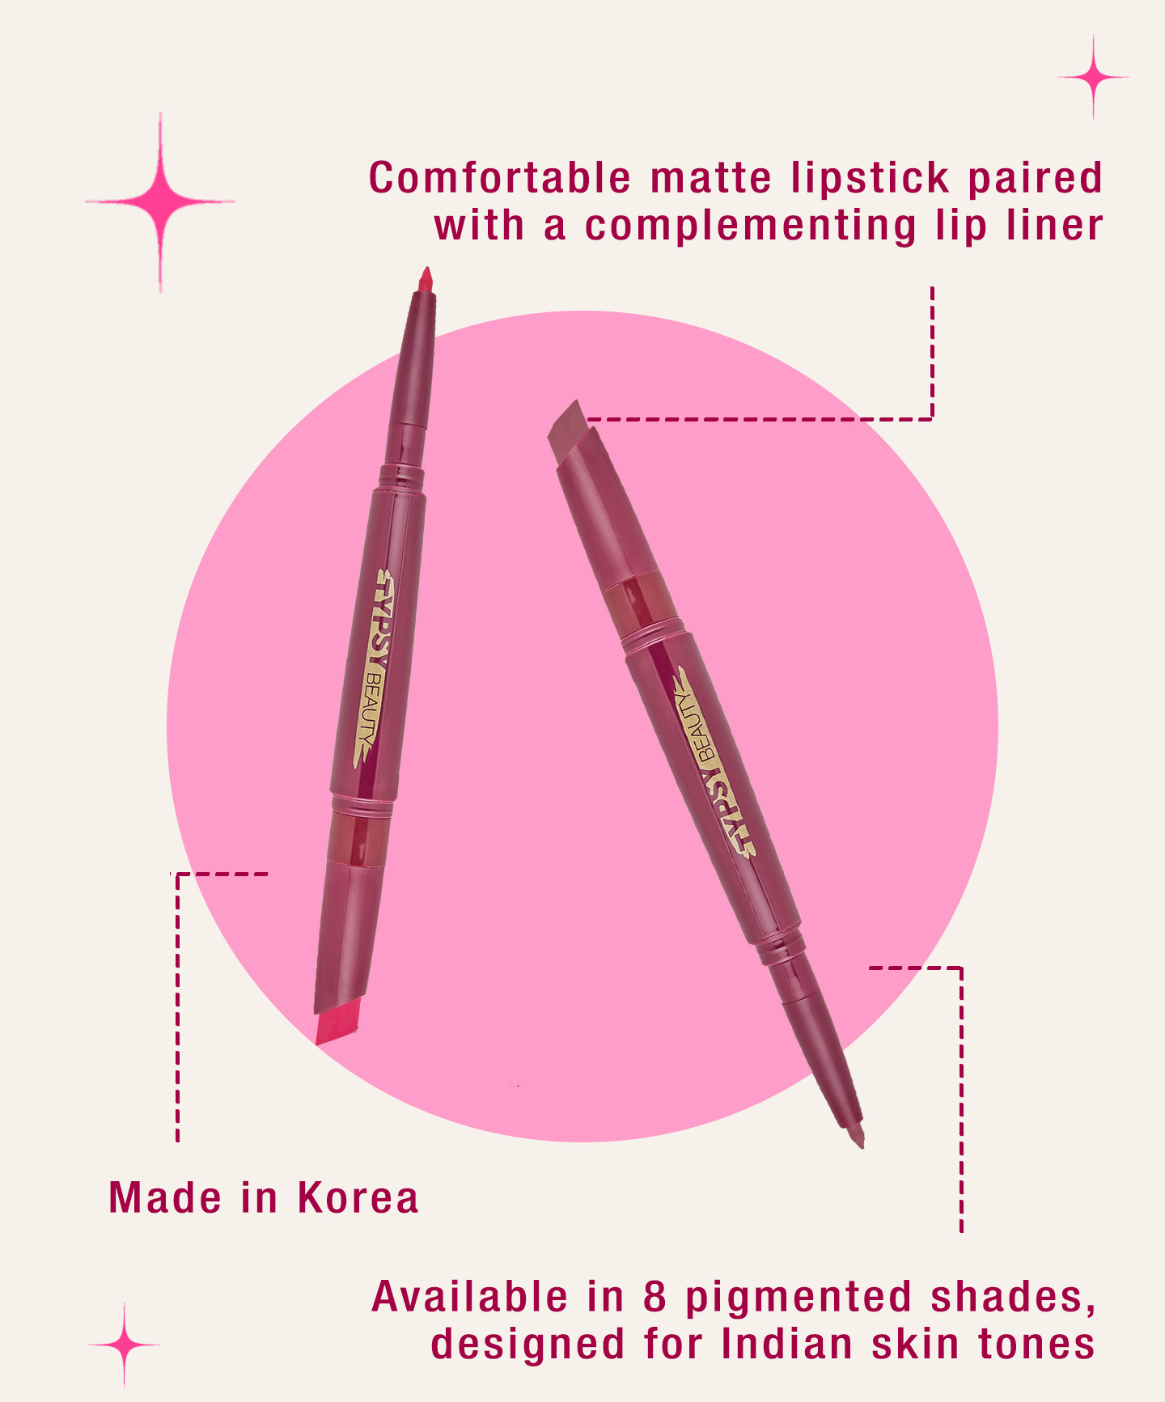 Comfortable matte lipstick paired
with a complementing lip liner
TYPSY BEAUTY
TYPSY BEAUTY
Made in Korea
Available in 8 pigmented shades,
designed for Indian skin tones